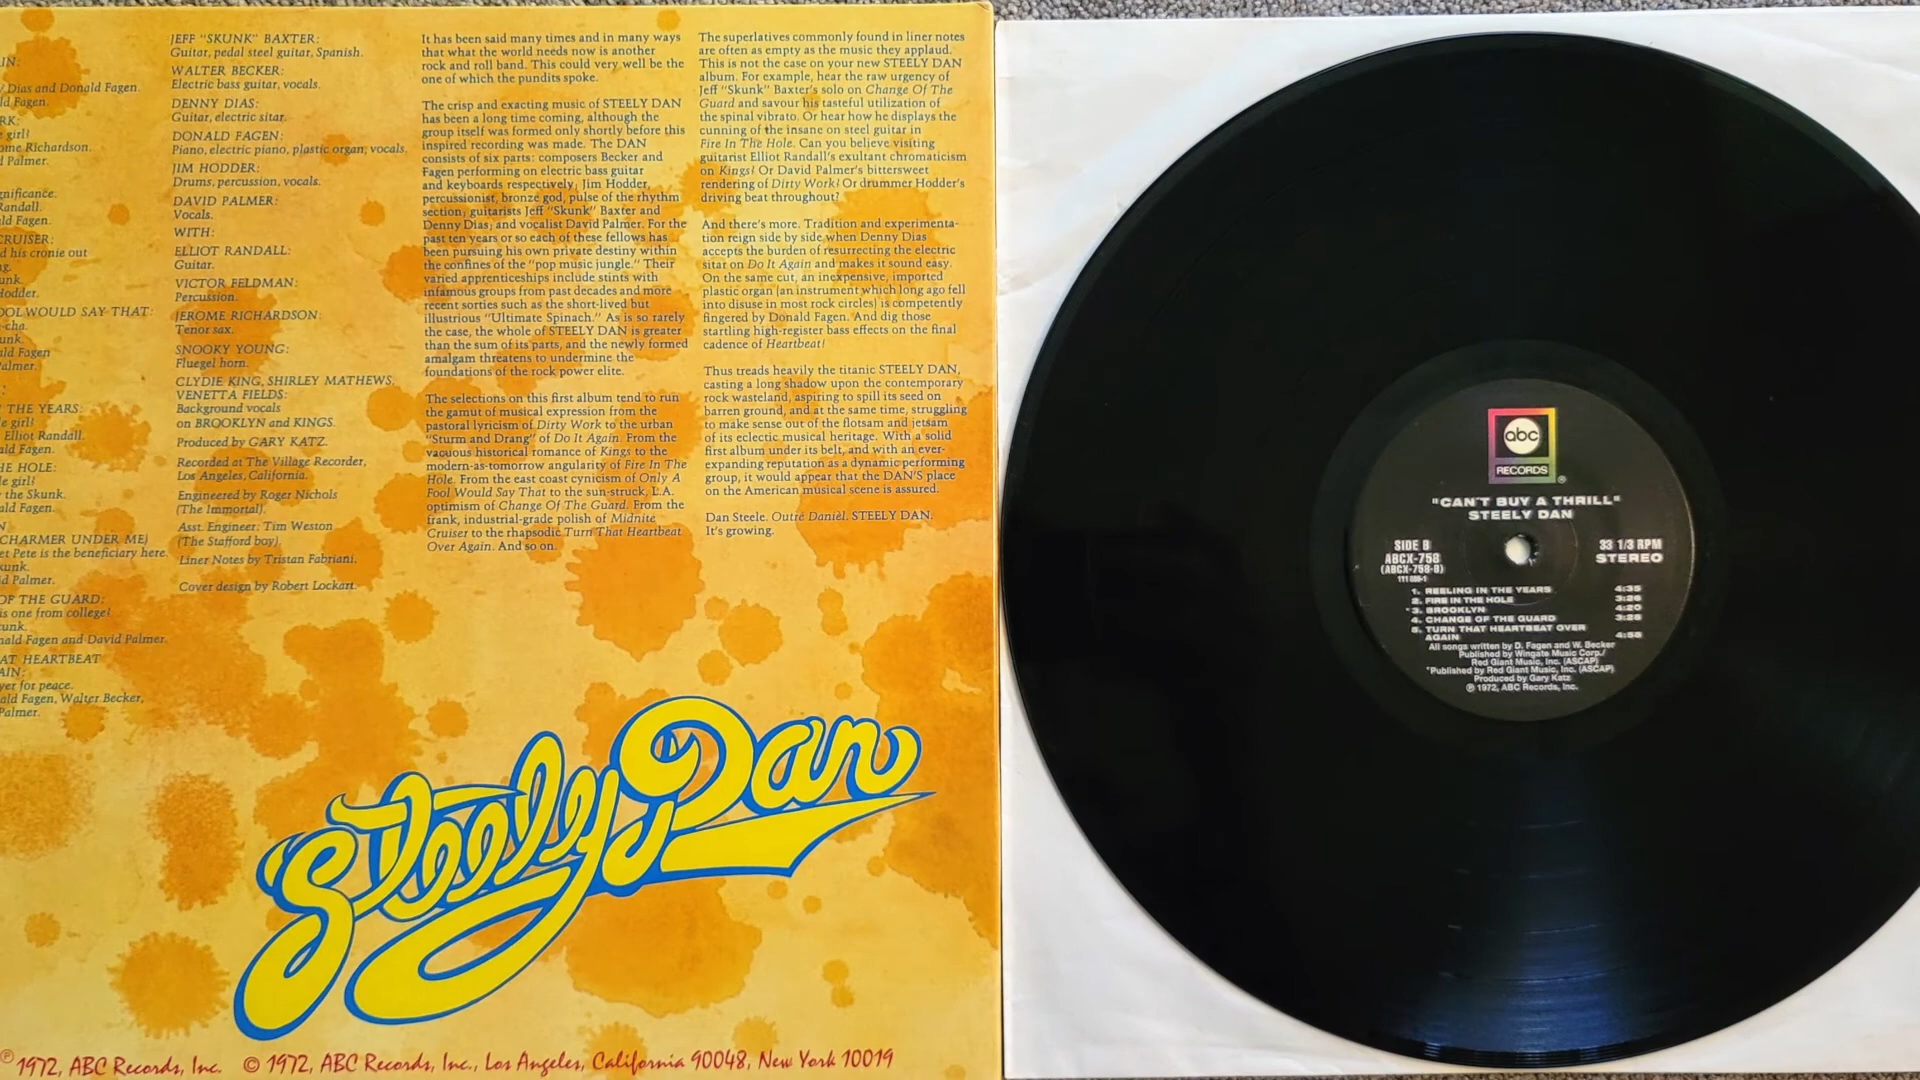 IN:
/ Dias and Donald Fagen.
ld Fagen.
RK:
e girl?
ome Richardson.
d Palmer.
gnificance.
Randall.
ald Fagen.
CRUISER:
d his cronie out
g.
unk.
Hodder.
OOL WOULD SAY THAT:
-cha.
unk.
ald Fagen
almer.
:
THE YEARS:
e girl?
Elliot Randall.
ald Fagen.
HE HOLE:
le girl?
the Skunk.
ald Fagen.
N
CHARMER UNDER ME)
et Pete is the beneficiary here.
kunk.
d Palmer.
OF THE GUARD:
is one from college?
unk.
nald Fagen and David Palmer.
AT HEARTBEAT
AIN:
yer for peace.
ald Fagen, Walter Becker,
Palmer.
JEFF "SKUNK" BAXTER:
Guitar, pedal steel guitar, Spanish.
WALTER BECKER:
Electric bass guitar, vocals.
DENNY DIAS:
Guitar, electric sitar.
DONALD FAGEN:
Piano, electric piano, plastic organ, vocals.
JIM HODDER:
Drums, percussion, vocals.
DAVID PALMER:
Vocals.
WITH:
ELLIOT RANDALL:
Guitar.
VICTOR FELDMAN:
Percussion.
JEROME RICHARDSON:
Tenor sax.
SNOOKY YOUNG:
Fluegel horn.
CLYDIE KING, SHIRLEY MATHEWS,
VENETTA FIELDS:
Background vocals
on BROOKLYN and KINGS.
Produced by GARY KATZ.
Recorded at The Village Recorder,
Los Angeles, California.
Engineered by Roger Nichols
(The Immortal).
Asst. Engineer: Tim Weston
(The Stafford boy).
Liner Notes by Tristan Fabriani.
Cover design by Robert Lockart.
It has been said many times and in many ways
that what the world needs now is another
rock and roll band. This could very well be the
one of which the pundits spoke.
The crisp and exacting music of STEELY DAN
has been a long time coming, although the
group itself was formed only shortly before this
inspired recording was made. The DAN
consists of six parts: composers Becker and
Fagen performing on electric bass guitar
and keyboards respectively; Jim Hodder,
percussionist, bronze god, pulse of the rhythm
section; guitarists Jeff "Skunk" Baxter and
Denny Dias; and vocalist David Palmer. For the
past ten years or so each of these fellows has
been pursuing his own private destiny within
the confines of the "pop music jungle." Their
varied apprenticeships include stints with
infamous groups from past decades and more
recent sorties such as the short-lived but
illustrious "Ultimate Spinach." As is so rarely
the case, the whole of STEELY DAN is greater
than the sum of its parts, and the newly formed
amalgam threatens to undermine the
foundations of the rock power elite.
The selections on this first album tend to run
the gamut of musical expression from the
pastoral lyricism of Dirty Work to the urban
"Sturm and Drang" of Do It Again. From the
vacuous historical romance of Kings to the
modern-as-tomorrow angularity of Fire In The
Hole. From the east coast cynicism of Only A
Fool Would Say That to the sun-struck, L.A.
optimism of Change Of The Guard. From the
frank, industrial-grade polish of Midnite
Cruiser to the rhapsodic Turn That Heartbeat
Over Again. And so on.
The superlatives commonly found in liner notes
are often as empty as the music they applaud.
This is not the case on your new STEELY DAN
album. For example, hear the raw urgency of
Jeff "Skunk" Baxter's solo on Change Of The
Guard and savour his tasteful utilization of
the spinal vibrato. Or hear how he displays the
cunning of the insane on steel guitar in
Fire In The Hole. Can you believe visiting
guitarist Elliot Randall's exultant chromaticism
on Kings? Or David Palmer's bittersweet
rendering of Dirty Work? Or drummer Hodder's
driving beat throughout?
And there's more. Tradition and experimenta-
tion reign side by side when Denny Dias
accepts the burden of resurrecting the electric
sitar on Do It Again and makes it sound easy.
On the same cut, an inexpensive, imported
plastic organ (an instrument which long ago fell
into disuse in most rock circles) is competently
fingered by Donald Fagen. And dig those
startling high-register bass effects on the final
cadence of Heartbeat!
Thus treads heavily the titanic STEELY DAN,
casting a long shadow upon the contemporary
rock wasteland, aspiring to spill its seed on
barren ground, and at the same time, struggling
to make sense out of the flotsam and jetsam
of its eclectic musical heritage. With a solid
first album under its belt, and with an ever-
expanding reputation as a dynamic performing
group, it would appear that the DAN'S place
on the American musical scene is assured.
Dan Steele. Outré Daniel. STEELY DAN.
It's growing.
Steely Dan
℗ 1972, ABC Records, Inc. © 1972, ABC Records, Inc., Los Angeles, California 90048, New York 10019
abc
RECORDS ®
"CAN'T BUY A THRILL"
STEELY DAN
SIDE B
ABCX-758
(ABCX-758-B)
33 1/3 RPM
STEREO
1. REELING IN THE YEARS 4:35
2. FIRE IN THE HOLE 3:26
*3. BROOKLYN 4:20
4. CHANGE OF THE GUARD 3:28
5. TURN THAT HEARTBEAT OVER
AGAIN 4:58
All songs written by D. Fagen and W. Becker
Published by Wingate Music Corp./
Red Giant Music, Inc. (ASCAP)
*Published by Red Giant Music, Inc. (ASCAP)
Produced by Gary Katz
℗ 1972, ABC Records, Inc.